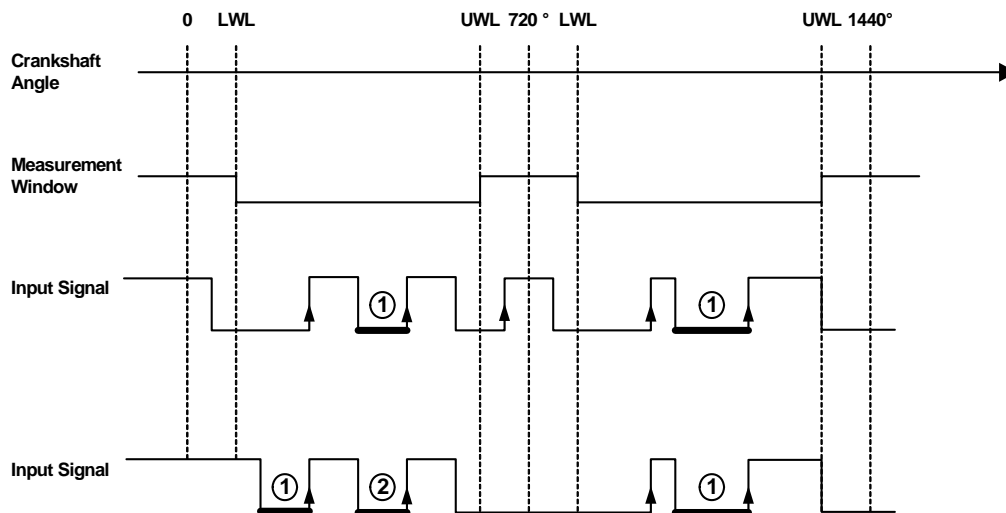 0 LWL UWL 720 ° LWL UWL 1440°
Crankshaft
Angle
Measurement
Window
Input Signal
1 1
Input Signal
1 2 1